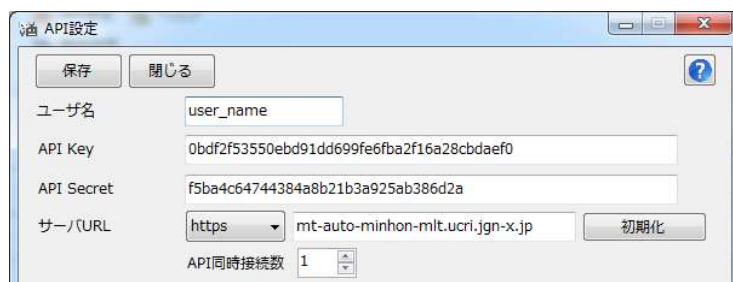 API設定
保存 閉じる
ユーザ名 user_name
API Key 0bdf2f53550ebd91dd699fe6fba2f16a28cbdaef0
API Secret f5ba4c64744384a8b21b3a925ab386d2a
サーバURL https mt-auto-minhon-mlt.ucri.jgn-x.jp 初期化
API同時接続数 1